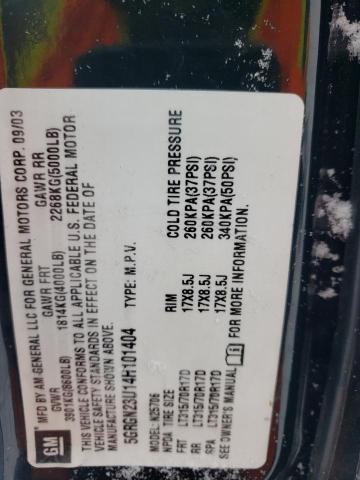 GM
MFD BY AM-GENERAL LLC FOR GENERAL MOTORS CORP. 09/03
GVWR GAWR FRT GAWR RR
3901KG(8600LB) 1814KG(4000LB) 2268KG(5000LB)
THIS VEHICLE CONFORMS TO ALL APPLICABLE U.S. FEDERAL MOTOR
VEHICLE SAFETY STANDARDS IN EFFECT ON THE DATE OF
MANUFACTURE SHOWN ABOVE.
5GRGN23U14H101404 TYPE: M.P.V.
MODEL: N25706
NPDA TIRE SIZE RIM COLD TIRE PRESSURE
FRT LT315/70R17D 17X8.5J 260KPA(37PSI)
RR LT315/70R17D 17X8.5J 260KPA(37PSI)
SPA LT315/70R17D 17X8.5J 340KPA(50PSI)
SEE OWNER'S MANUAL FOR MORE INFORMATION.